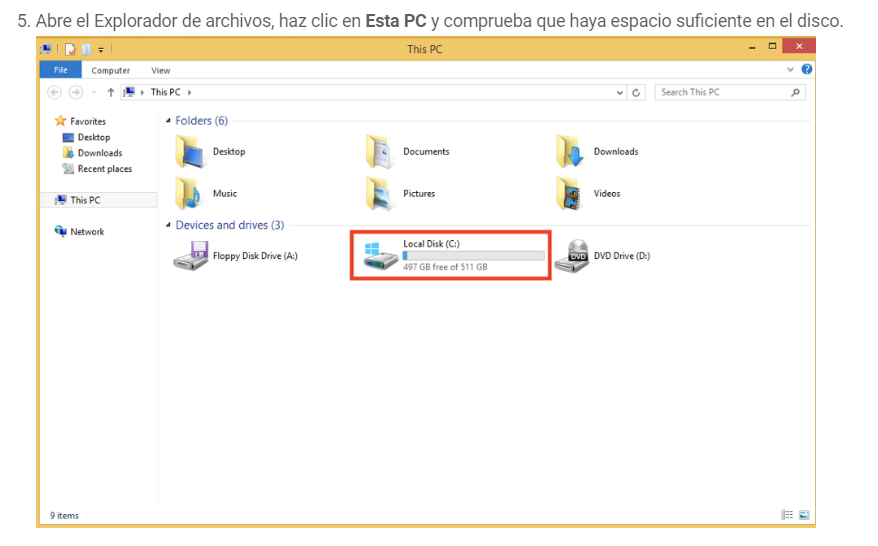 5. Abre el Explorador de archivos, haz clic en Esta PC y comprueba que haya espacio suficiente en el disco.
This PC
File Computer View
This PC
Search This PC
Favorites
Desktop
Downloads
Recent places
This PC
Network
Folders (6)
Desktop
Documents
Downloads
Music
Pictures
Videos
Devices and drives (3)
Floppy Disk Drive (A:)
Local Disk (C:)
497 GB free of 511 GB
DVD
DVD Drive (D:)
9 items